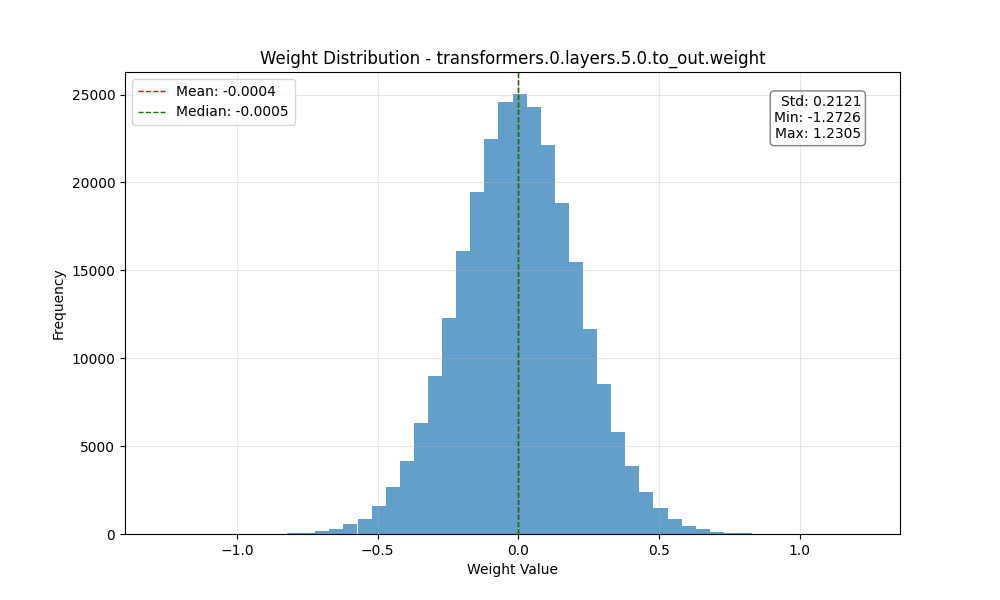 Weight Distribution - transformers.0.layers.5.0.to_out.weight
Mean: -0.0004
Median: -0.0005
Std: 0.2121
Min: -1.2726
Max: 1.2305
Frequency
25000
20000
15000
10000
5000
0
−1.0
−0.5
0.0
0.5
1.0
Weight Value